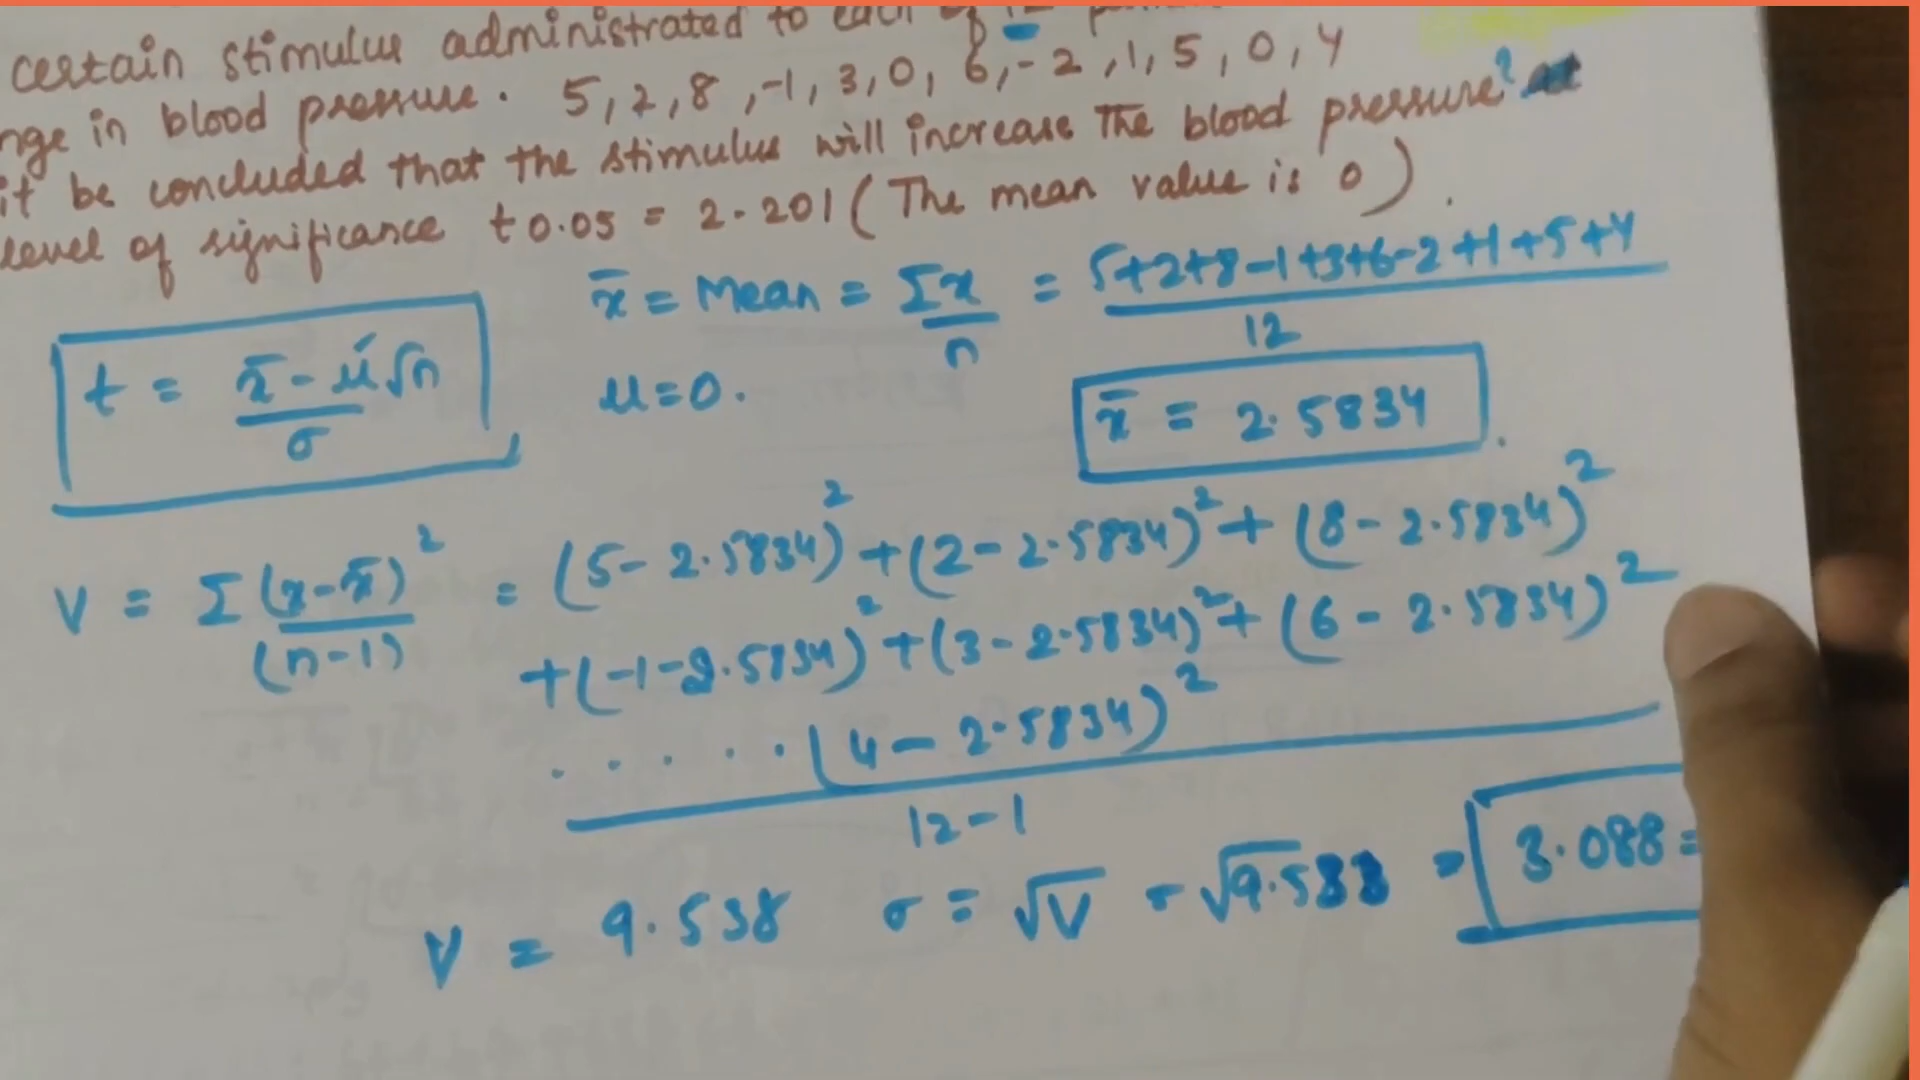 certain stimulus administrated to each of 12
nge in blood pressure. 5,2,8,-1,3,0,6,-2,1,5,0,4
it be concluded that the stimulus will increase The blood pressure? at
level of significance t0.05 = 2.201 (The mean value is 0).
x̄ = Mean = Σx/n = 5+2+8-1+3+6-2+1+5+4/12
t = x̄-μ/σ √n
μ=0.
x̄ = 2.5834
V = Σ(x-x̄)²/(n-1) = (5-2.5834)²+(2-2.5834)²+(8-2.5834)²
+(-1-2.5834)²+(3-2.5834)²+(6-2.5834)²
.....(4-2.5834)²
12-1
V = 9.538 σ = √V = √9.538 = 3.088 =